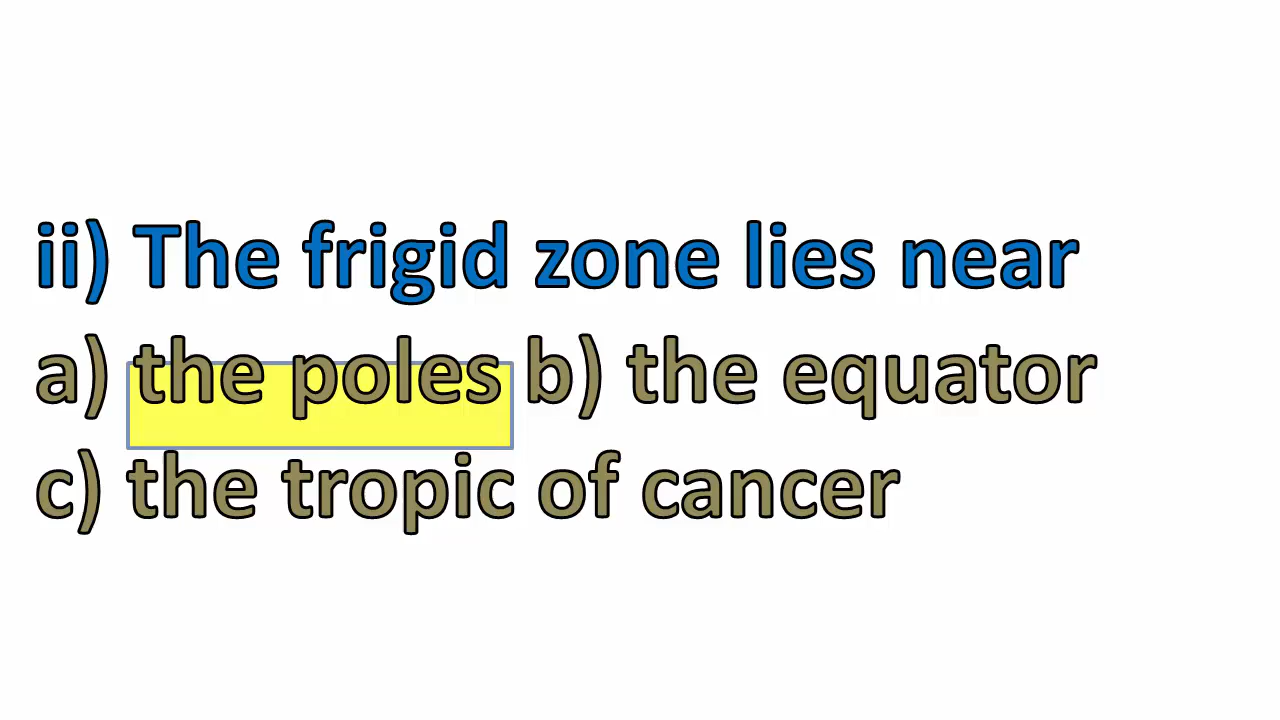 ii) The frigid zone lies near
a) the poles b) the equator
c) the tropic of cancer